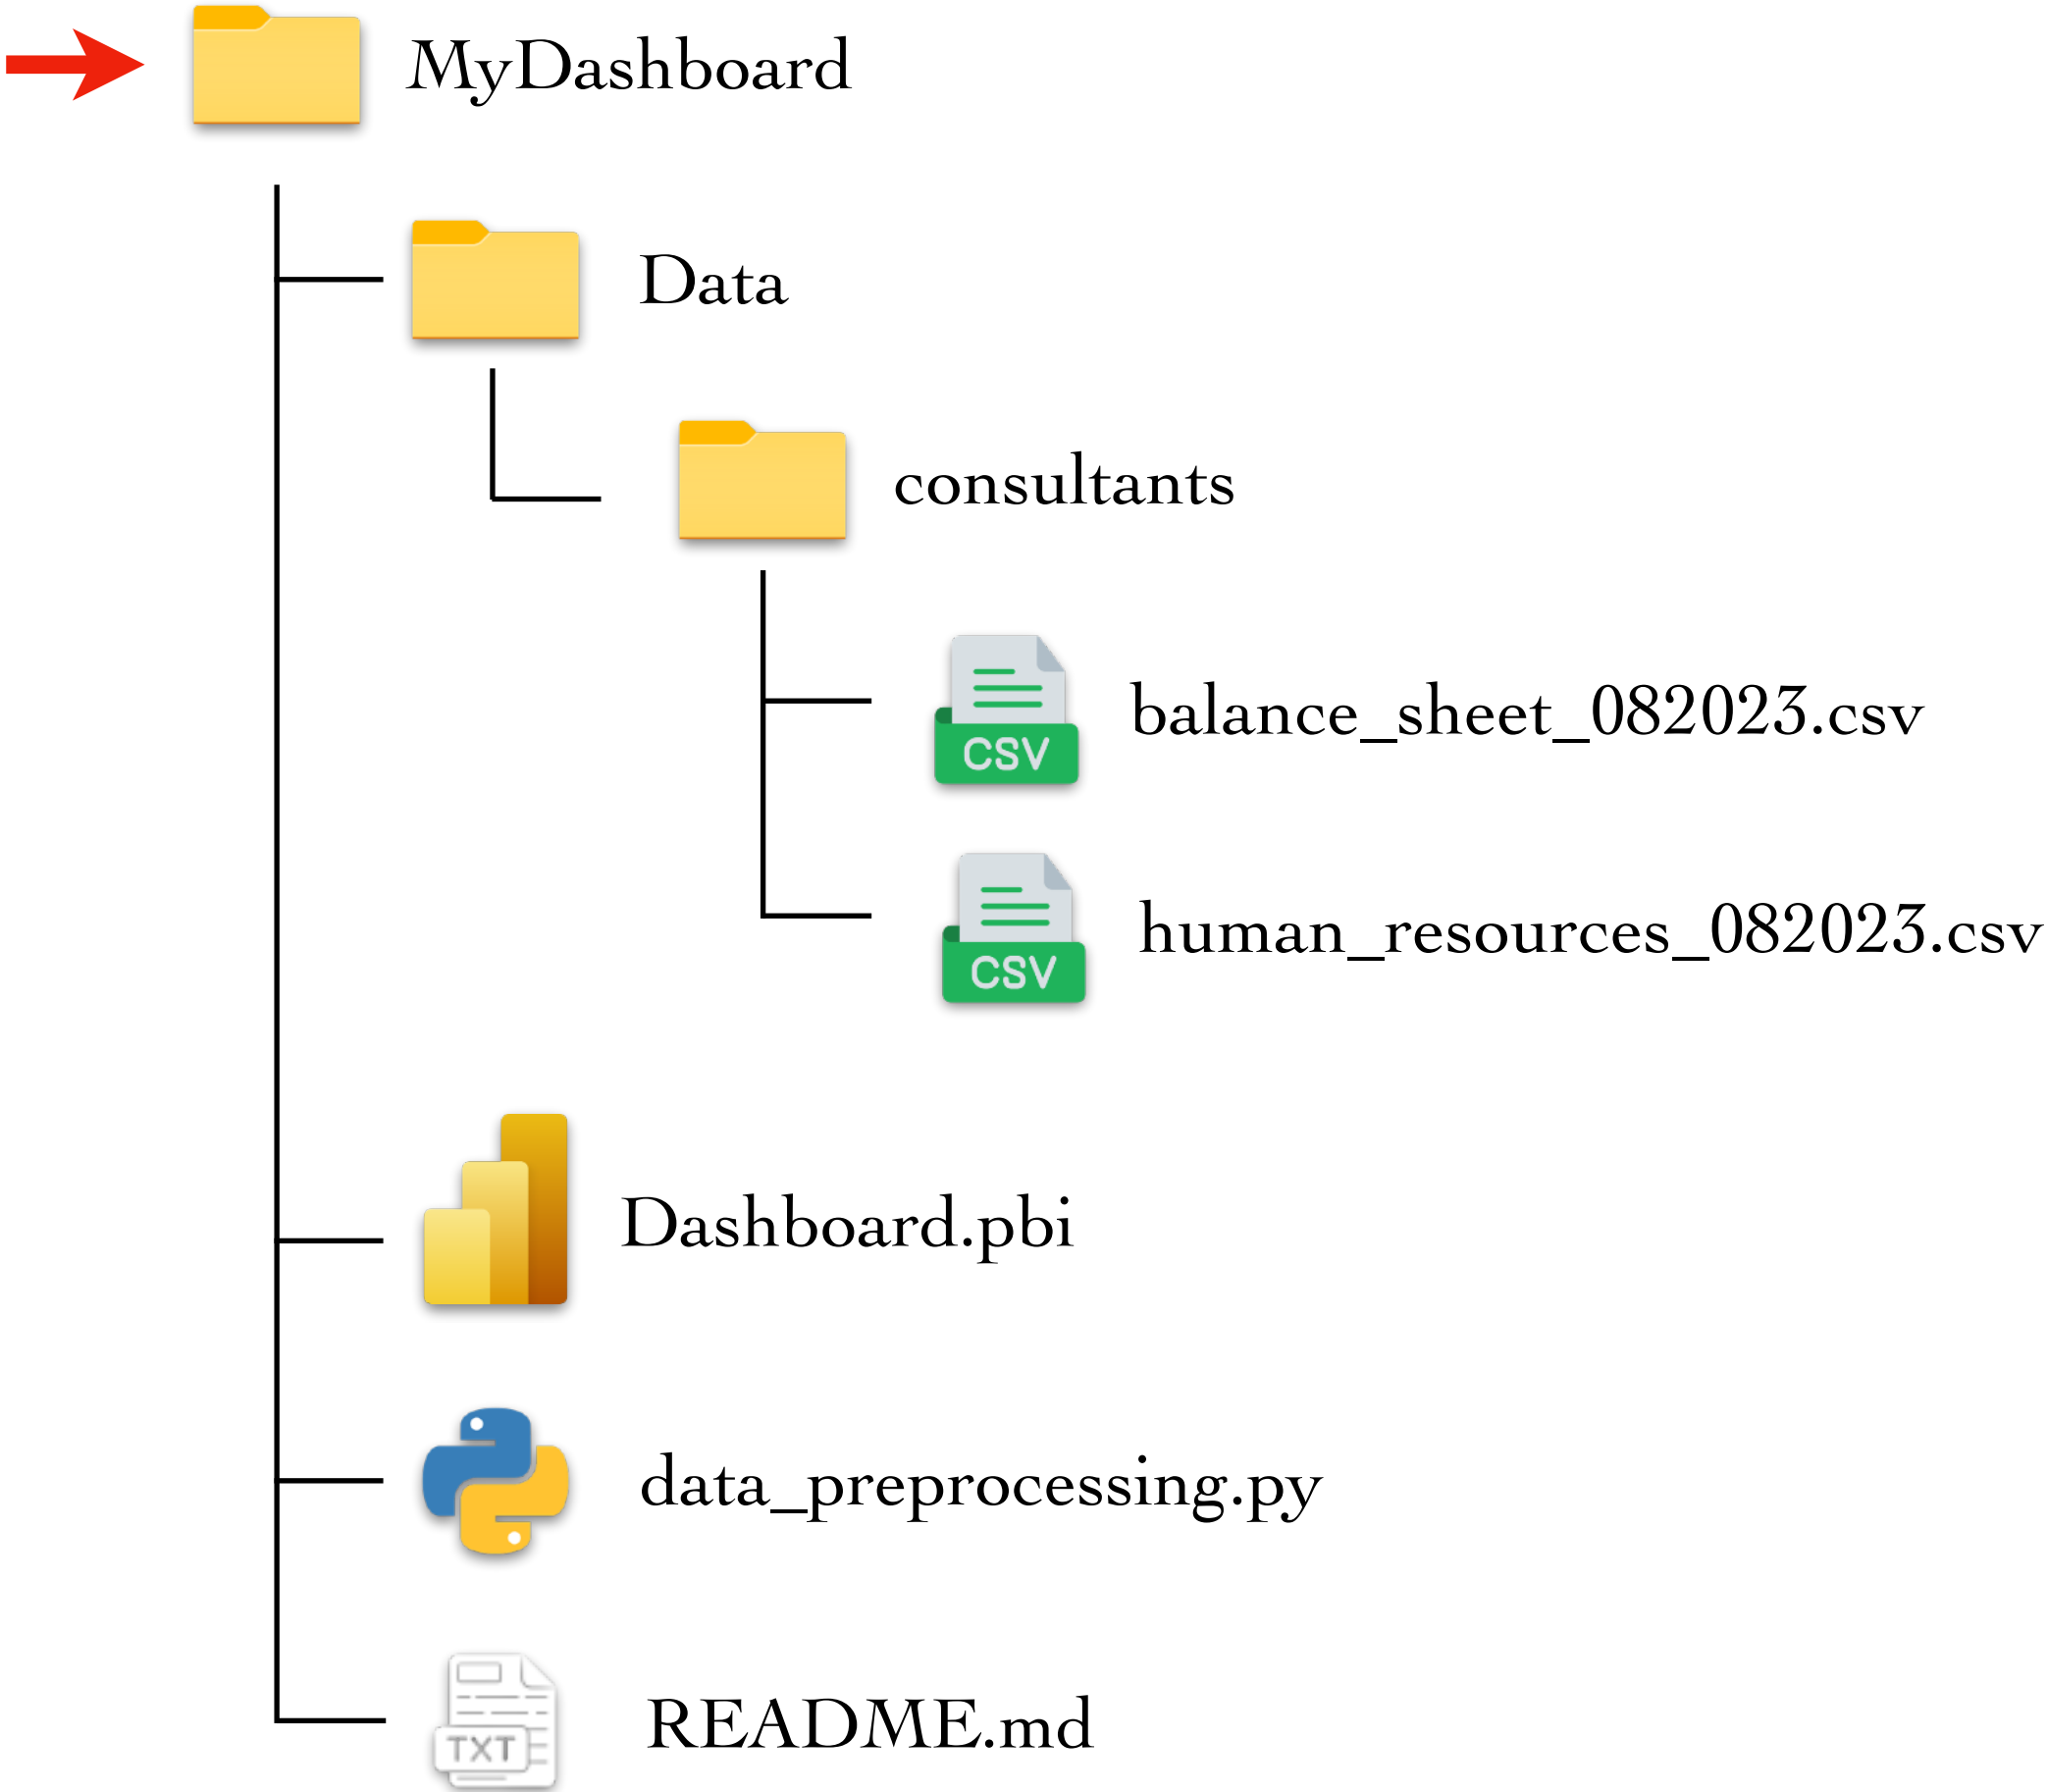 MyDashboard
Data
consultants
CSV
balance_sheet_082023.csv
CSV
human_resources_082023.csv
Dashboard.pbi
data_preprocessing.py
TXT
README.md